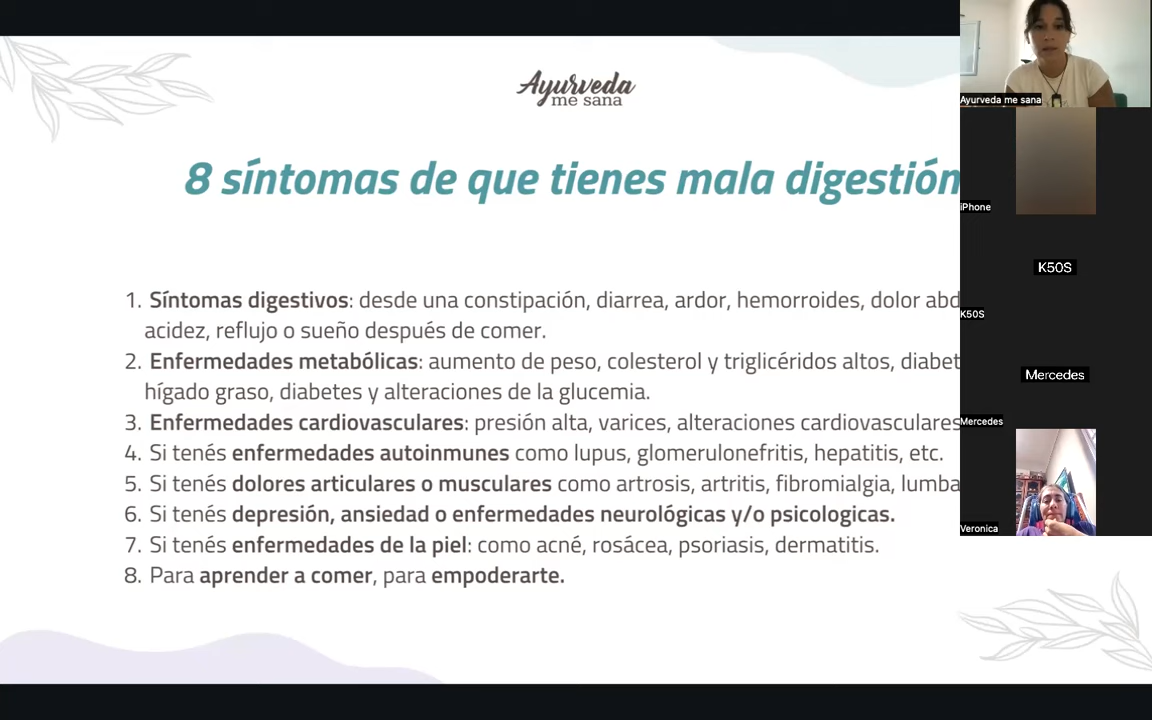 Ayurveda
me sana
8 síntomas de que tienes mala digestión
1. Síntomas digestivos: desde una constipación, diarrea, ardor, hemorroides, dolor abd
acidez, reflujo o sueño después de comer.
2. Enfermedades metabólicas: aumento de peso, colesterol y triglicéridos altos, diabet
hígado graso, diabetes y alteraciones de la glucemia.
3. Enfermedades cardiovasculares: presión alta, varices, alteraciones cardiovasculares
4. Si tenés enfermedades autoinmunes como lupus, glomerulonefritis, hepatitis, etc.
5. Si tenés dolores articulares o musculares como artrosis, artritis, fibromialgia, lumba
6. Si tenés depresión, ansiedad o enfermedades neurológicas y/o psicologicas.
7. Si tenés enfermedades de la piel: como acné, rosácea, psoriasis, dermatitis.
8. Para aprender a comer, para empoderarte.
Ayurveda me sana
iPhone
K50S
K50S
Mercedes
Mercedes
Veronica